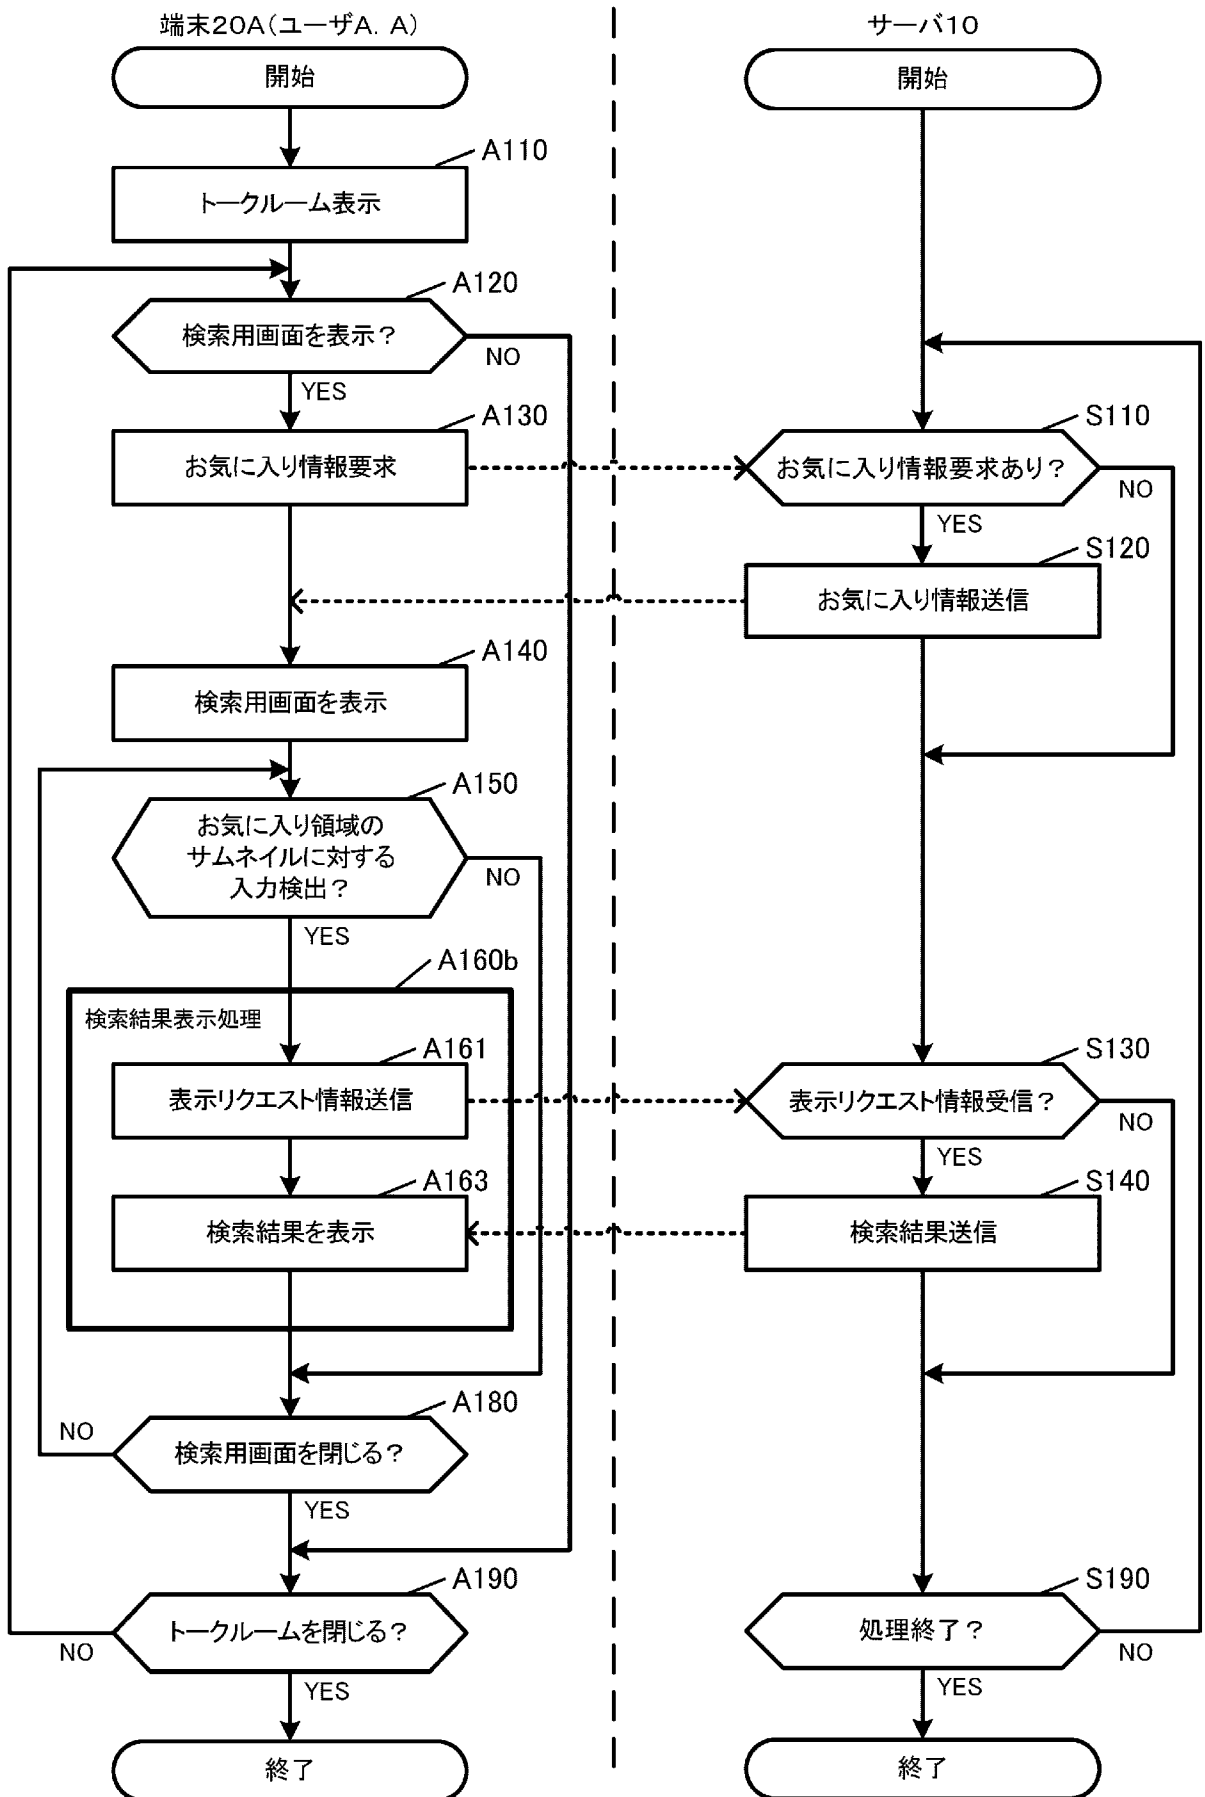 端末20A(ユーザA．A)
開始
A110
トークルーム表示
A120
検索用画面を表示？
NO
YES
A130
お気に入り情報要求
A140
検索用画面を表示
A150
お気に入り領域の
サムネイルに対する
入力検出？
NO
YES
A160b
検索結果表示処理
A161
表示リクエスト情報送信
A163
検索結果を表示
A180
検索用画面を閉じる？
NO
YES
A190
トークルームを閉じる？
NO
YES
終了
サーバ10
開始
S110
お気に入り情報要求あり？
NO
YES
S120
お気に入り情報送信
S130
表示リクエスト情報受信？
NO
YES
S140
検索結果送信
S190
処理終了？
NO
YES
終了